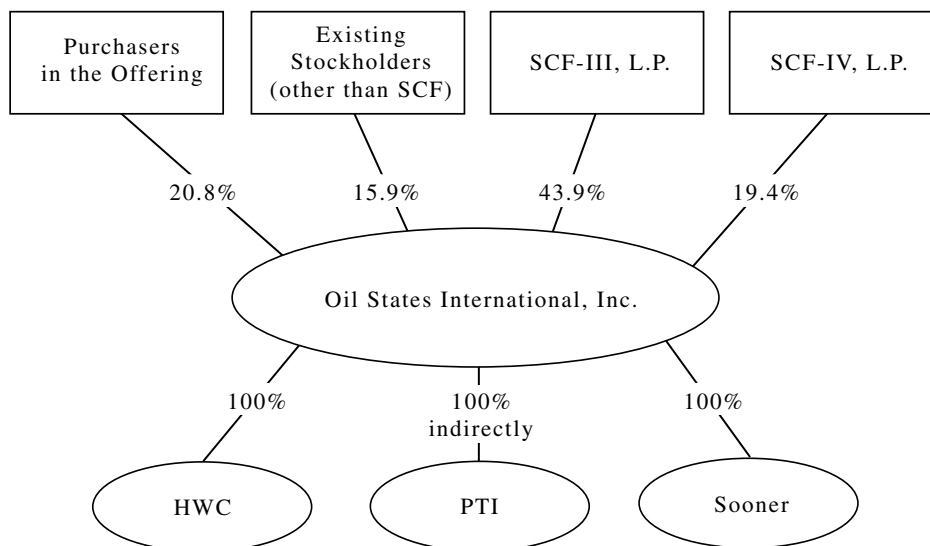 Purchasers
in the Offering
Existing
Stockholders
(other than SCF)
SCF-III, L.P.
SCF-IV, L.P.
20.8%
15.9%
43.9%
19.4%
Oil States International, Inc.
100%
100%
indirectly
100%
HWC
PTI
Sooner